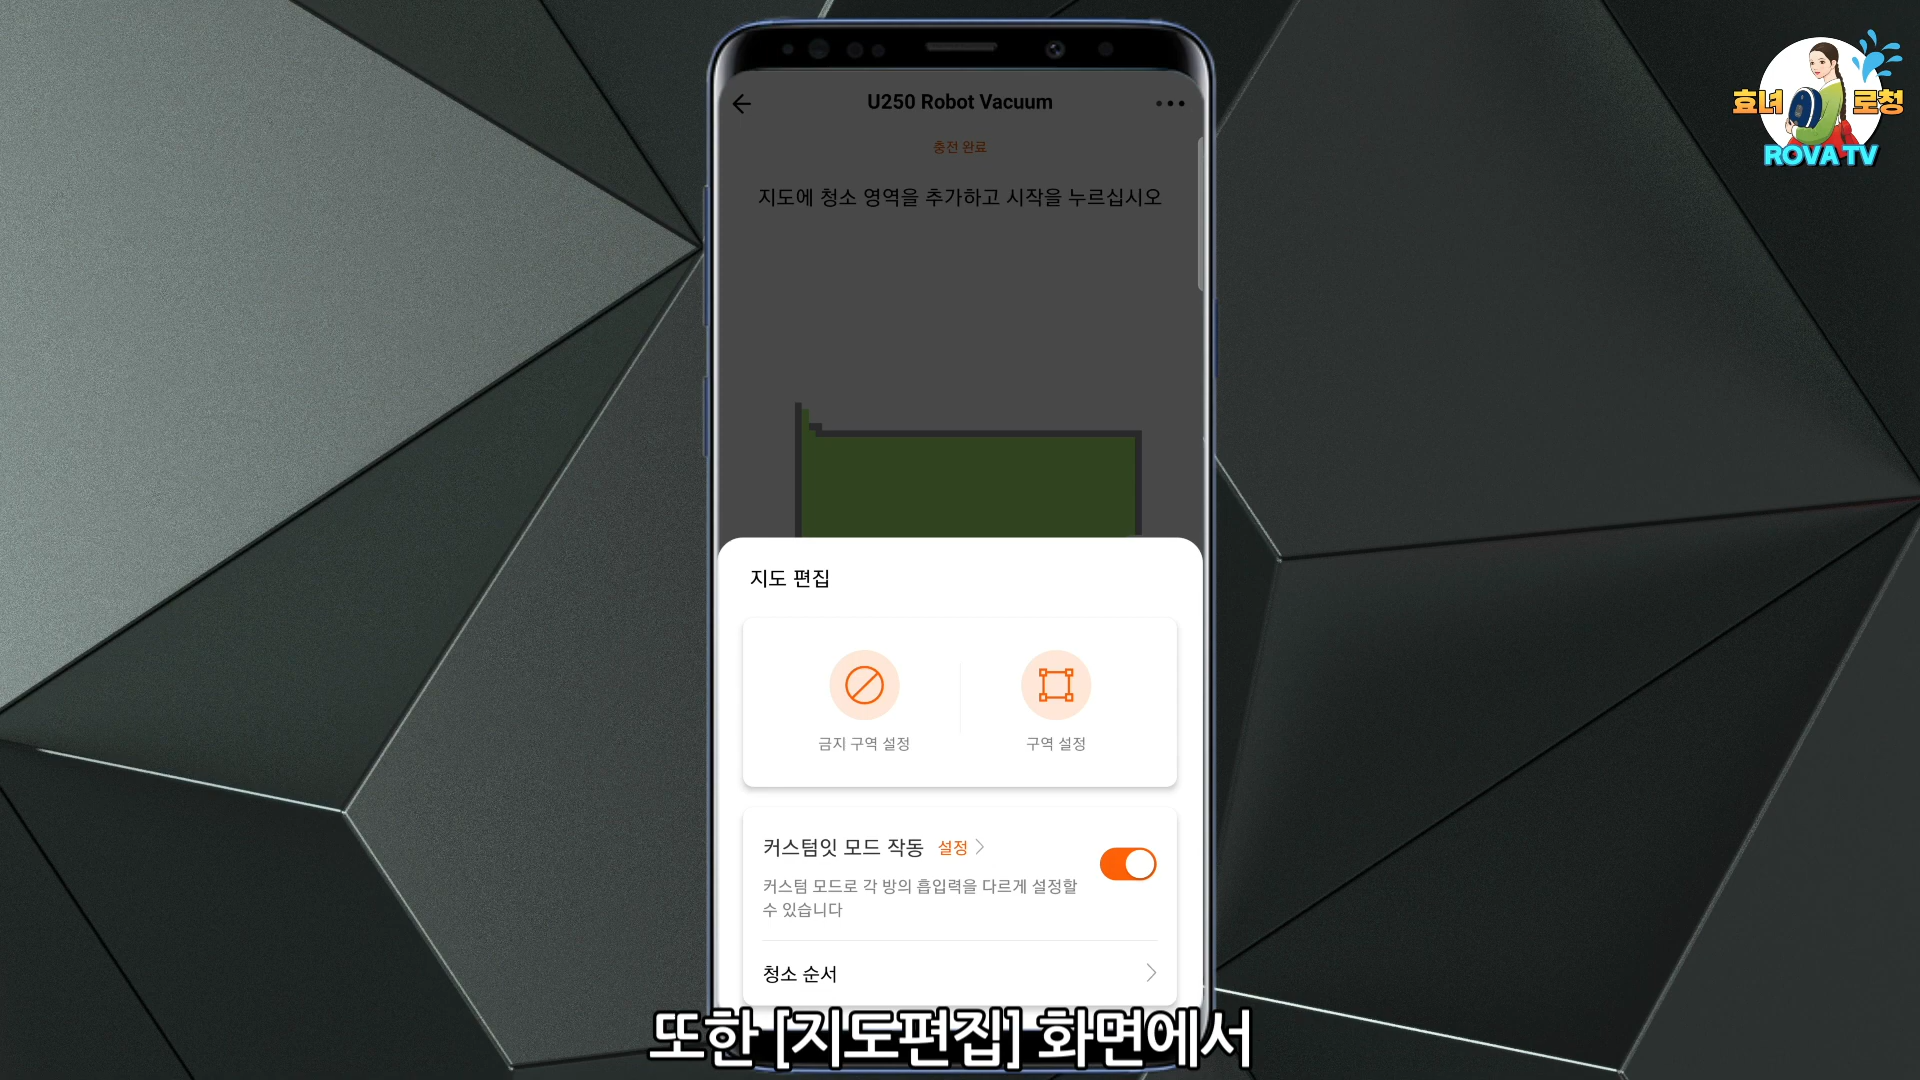 U250 Robot Vacuum
충전 완료
지도에 청소 영역을 추가하고 시작을 누르십시오
효녀 로청
ROVA TV
지도 편집
금지 구역 설정
구역 설정
커스텀잇 모드 작동 설정
커스텀 모드로 각 방의 흡입력을 다르게 설정할
수 있습니다
청소 순서
또한 [지도편집] 화면에서